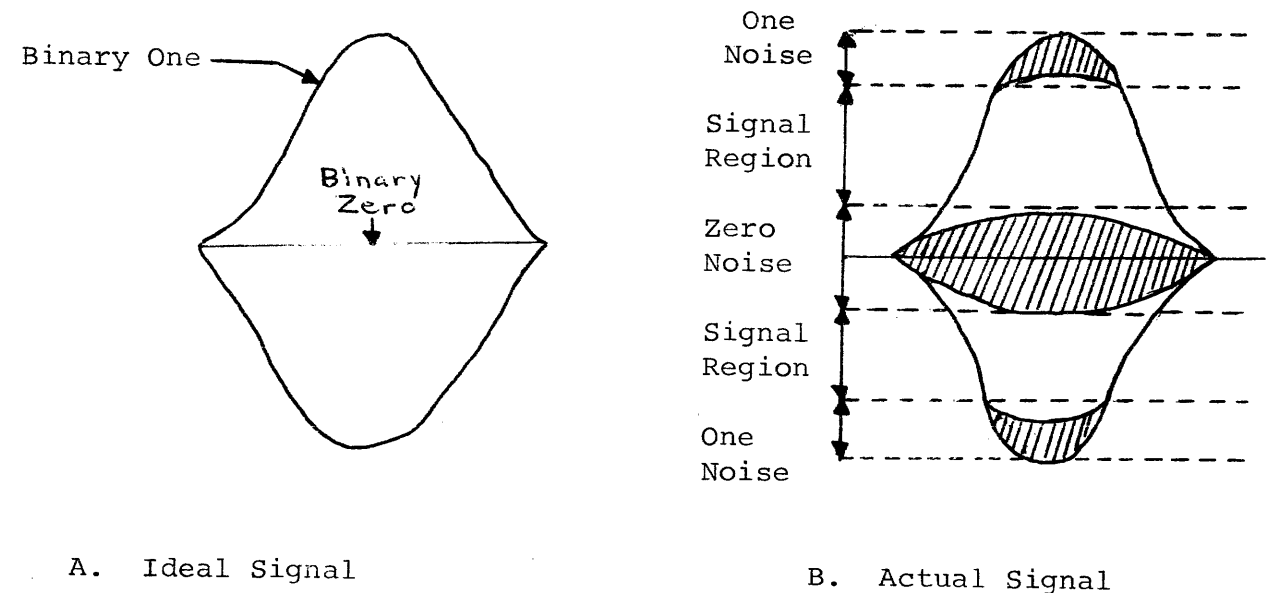 Binary One
Binary
Zero
A.  Ideal Signal
One
Noise
Signal
Region
Zero
Noise
Signal
Region
One
Noise
B.  Actual Signal